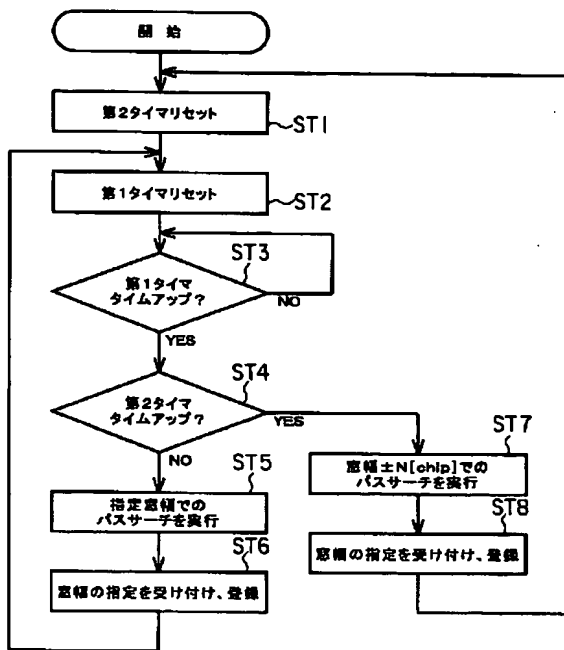 開 始
第2タイマリセット
ST1
第1タイマリセット
ST2
ST3
第1タイマ
タイムアップ?
NO
YES
ST4
第2タイマ
タイムアップ?
YES
NO
ST5
指定窓幅での
パスサーチを実行
ST6
窓幅の指定を受け付け、登録
ST7
窓幅±N[chip]での
パスサーチを実行
ST8
窓幅の指定を受け付け、登録